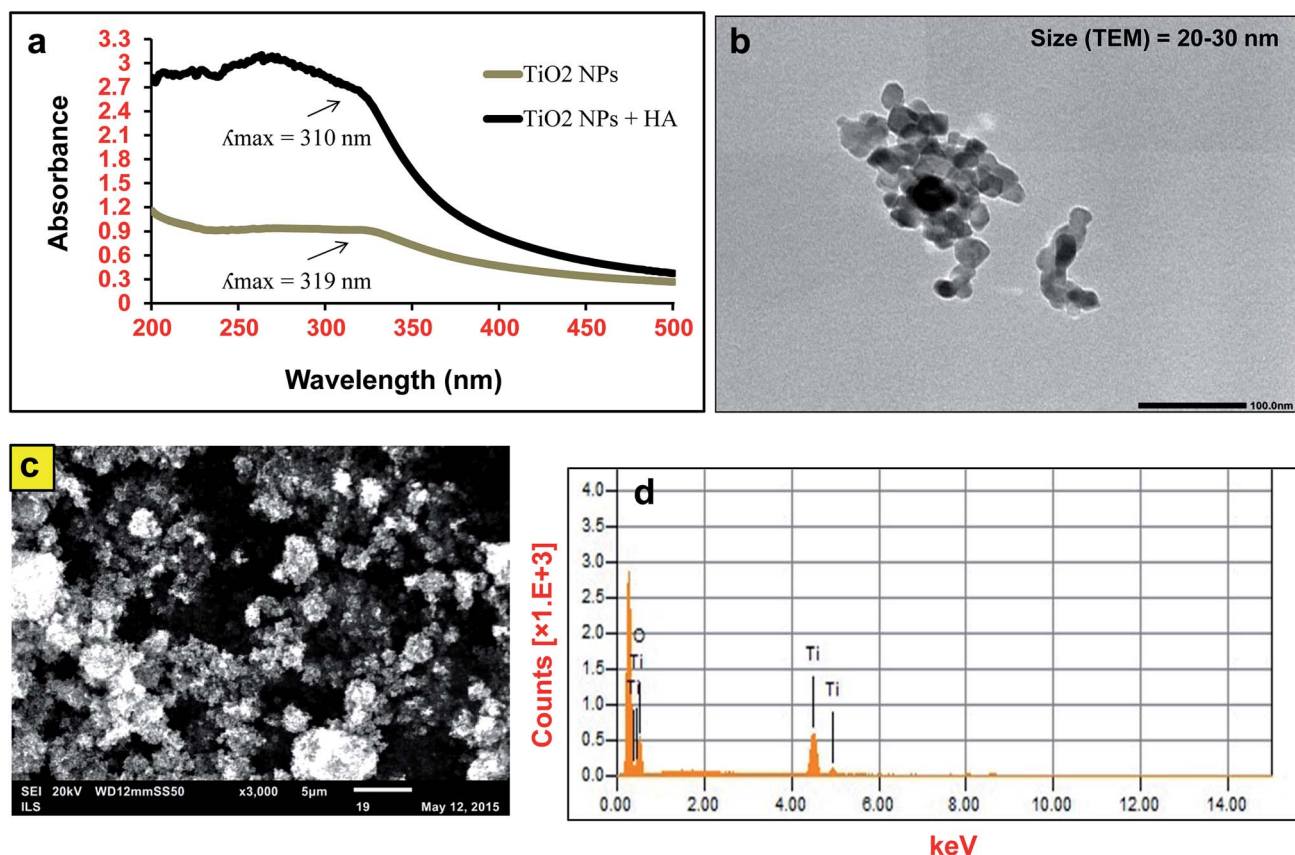 a
3.3
3
2.7
2.4
2.1
1.8
1.5
1.2
0.9
0.6
0.3
0
Absorbance
TiO2 NPs
TiO2 NPs + HA
ʎmax = 310 nm
ʎmax = 319 nm
200 250 300 350 400 450 500
Wavelength (nm)
b
Size (TEM) = 20-30 nm
100.0nm
c
SEI 20kV WD12mmSS50 x3,000 5µm
ILS 19 May 12, 2015
d
4.0
3.5
3.0
2.5
2.0
1.5
1.0
0.5
0.0
Counts [×1.E+3]
O
Ti
Ti
Ti
Ti
0.00 2.00 4.00 6.00 8.00 10.00 12.00 14.00
keV